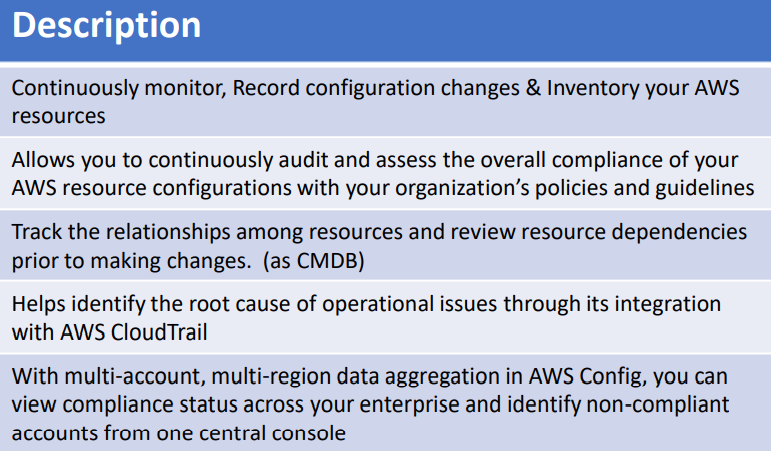 Description
Continuously monitor, Record configuration changes & Inventory your AWS
resources
Allows you to continuously audit and assess the overall compliance of your
AWS resource configurations with your organization’s policies and guidelines
Track the relationships among resources and review resource dependencies
prior to making changes.  (as CMDB)
Helps identify the root cause of operational issues through its integration
with AWS CloudTrail
With multi-account, multi-region data aggregation in AWS Config, you can
view compliance status across your enterprise and identify non-compliant
accounts from one central console